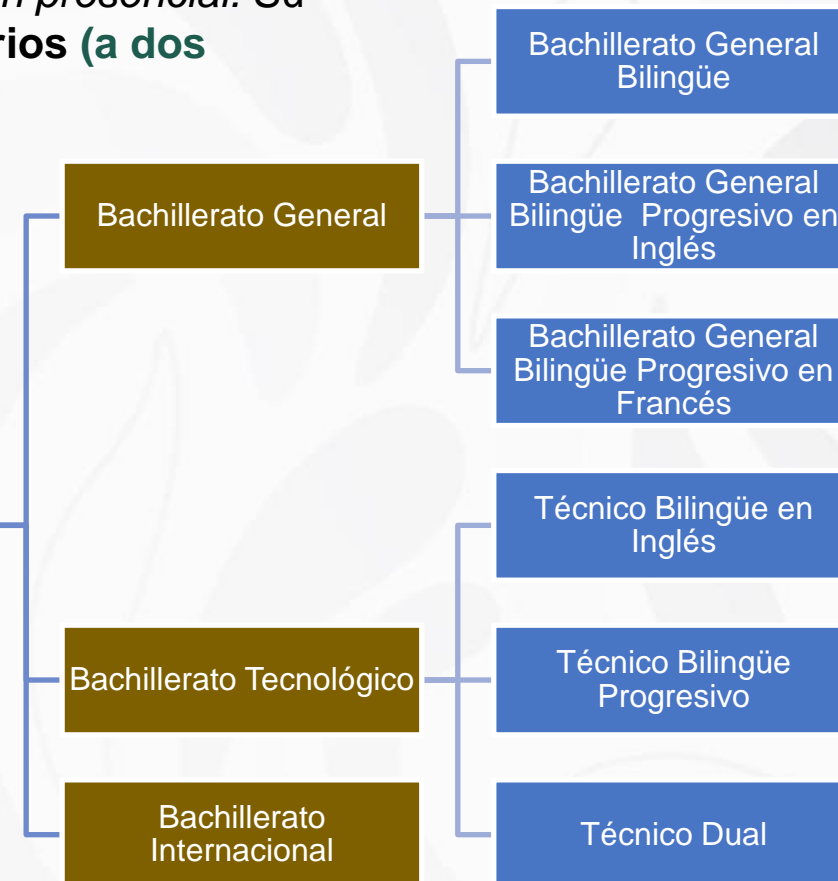 n presencial. Su
rios (a dos
Bachillerato General
Bilingüe
Bachillerato General
Bachillerato General
Bilingüe Progresivo en
Inglés
Bachillerato General
Bilingüe Progresivo en
Francés
Técnico Bilingüe en
Inglés
Bachillerato Tecnológico
Técnico Bilingüe
Progresivo
Bachillerato
Internacional
Técnico Dual